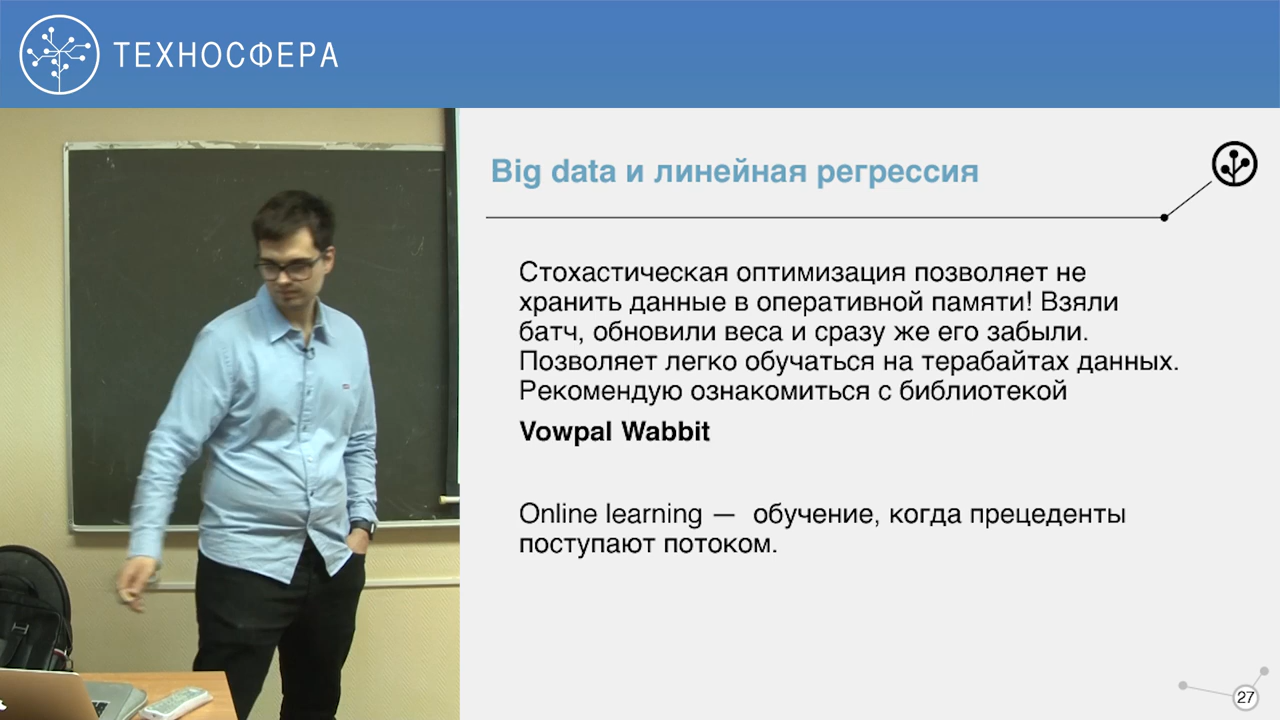 ТЕХНОСФЕРА
Big data и линейная регрессия
Стохастическая оптимизация позволяет не
хранить данные в оперативной памяти! Взяли
батч, обновили веса и сразу же его забыли.
Позволяет легко обучаться на терабайтах данных.
Рекомендую ознакомиться с библиотекой
Vowpal Wabbit
Online learning — обучение, когда прецеденты
поступают потоком.
27